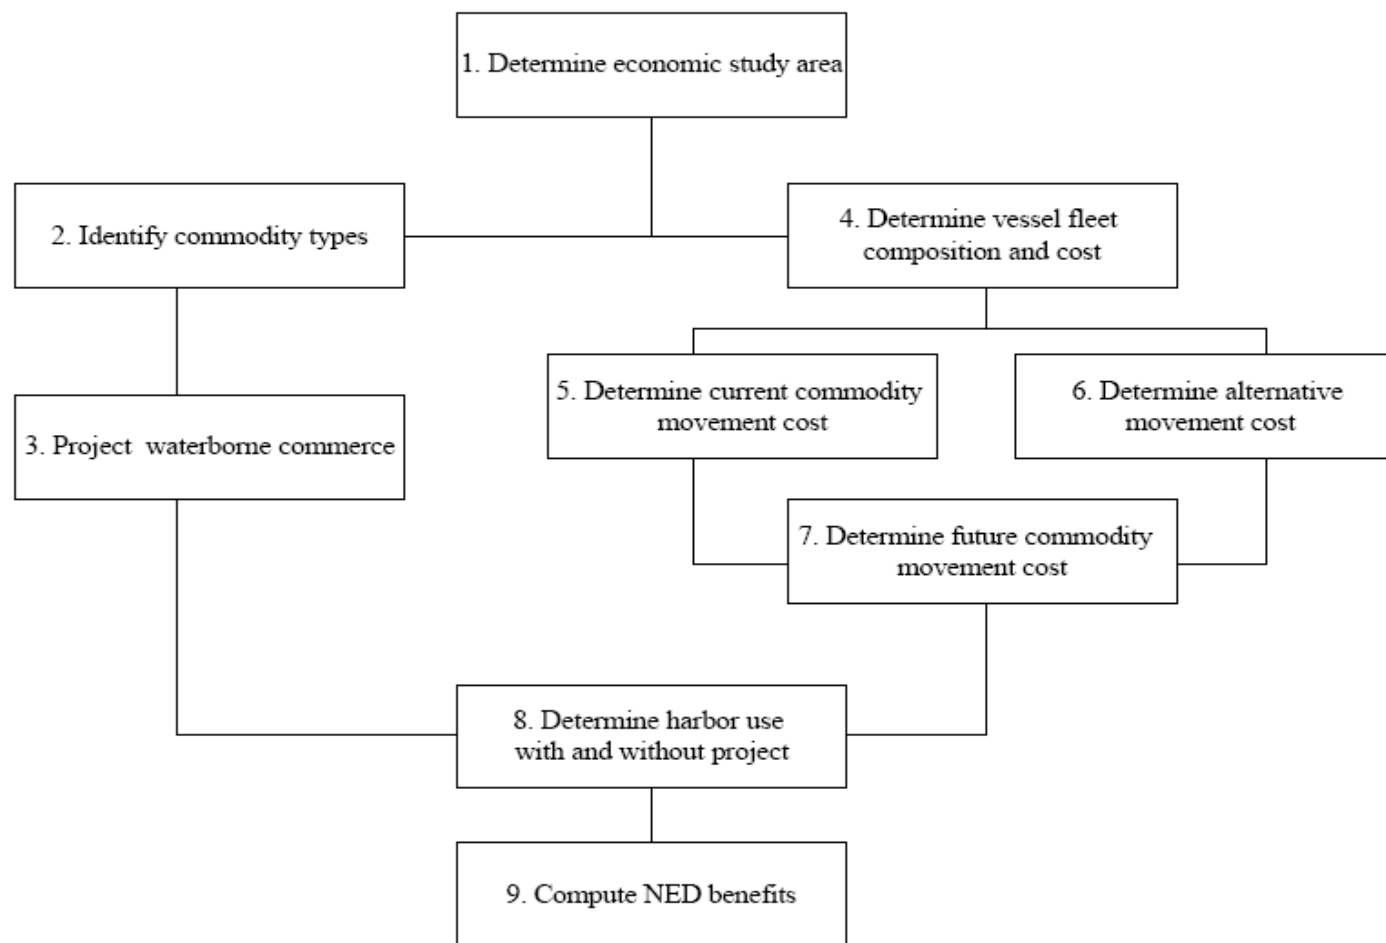 1. Determine economic study area
2. Identify commodity types
4. Determine vessel fleet
composition and cost
5. Determine current commodity
movement cost
6. Determine alternative
movement cost
3. Project waterborne commerce
7. Determine future commodity
movement cost
8. Determine harbor use
with and without project
9. Compute NED benefits